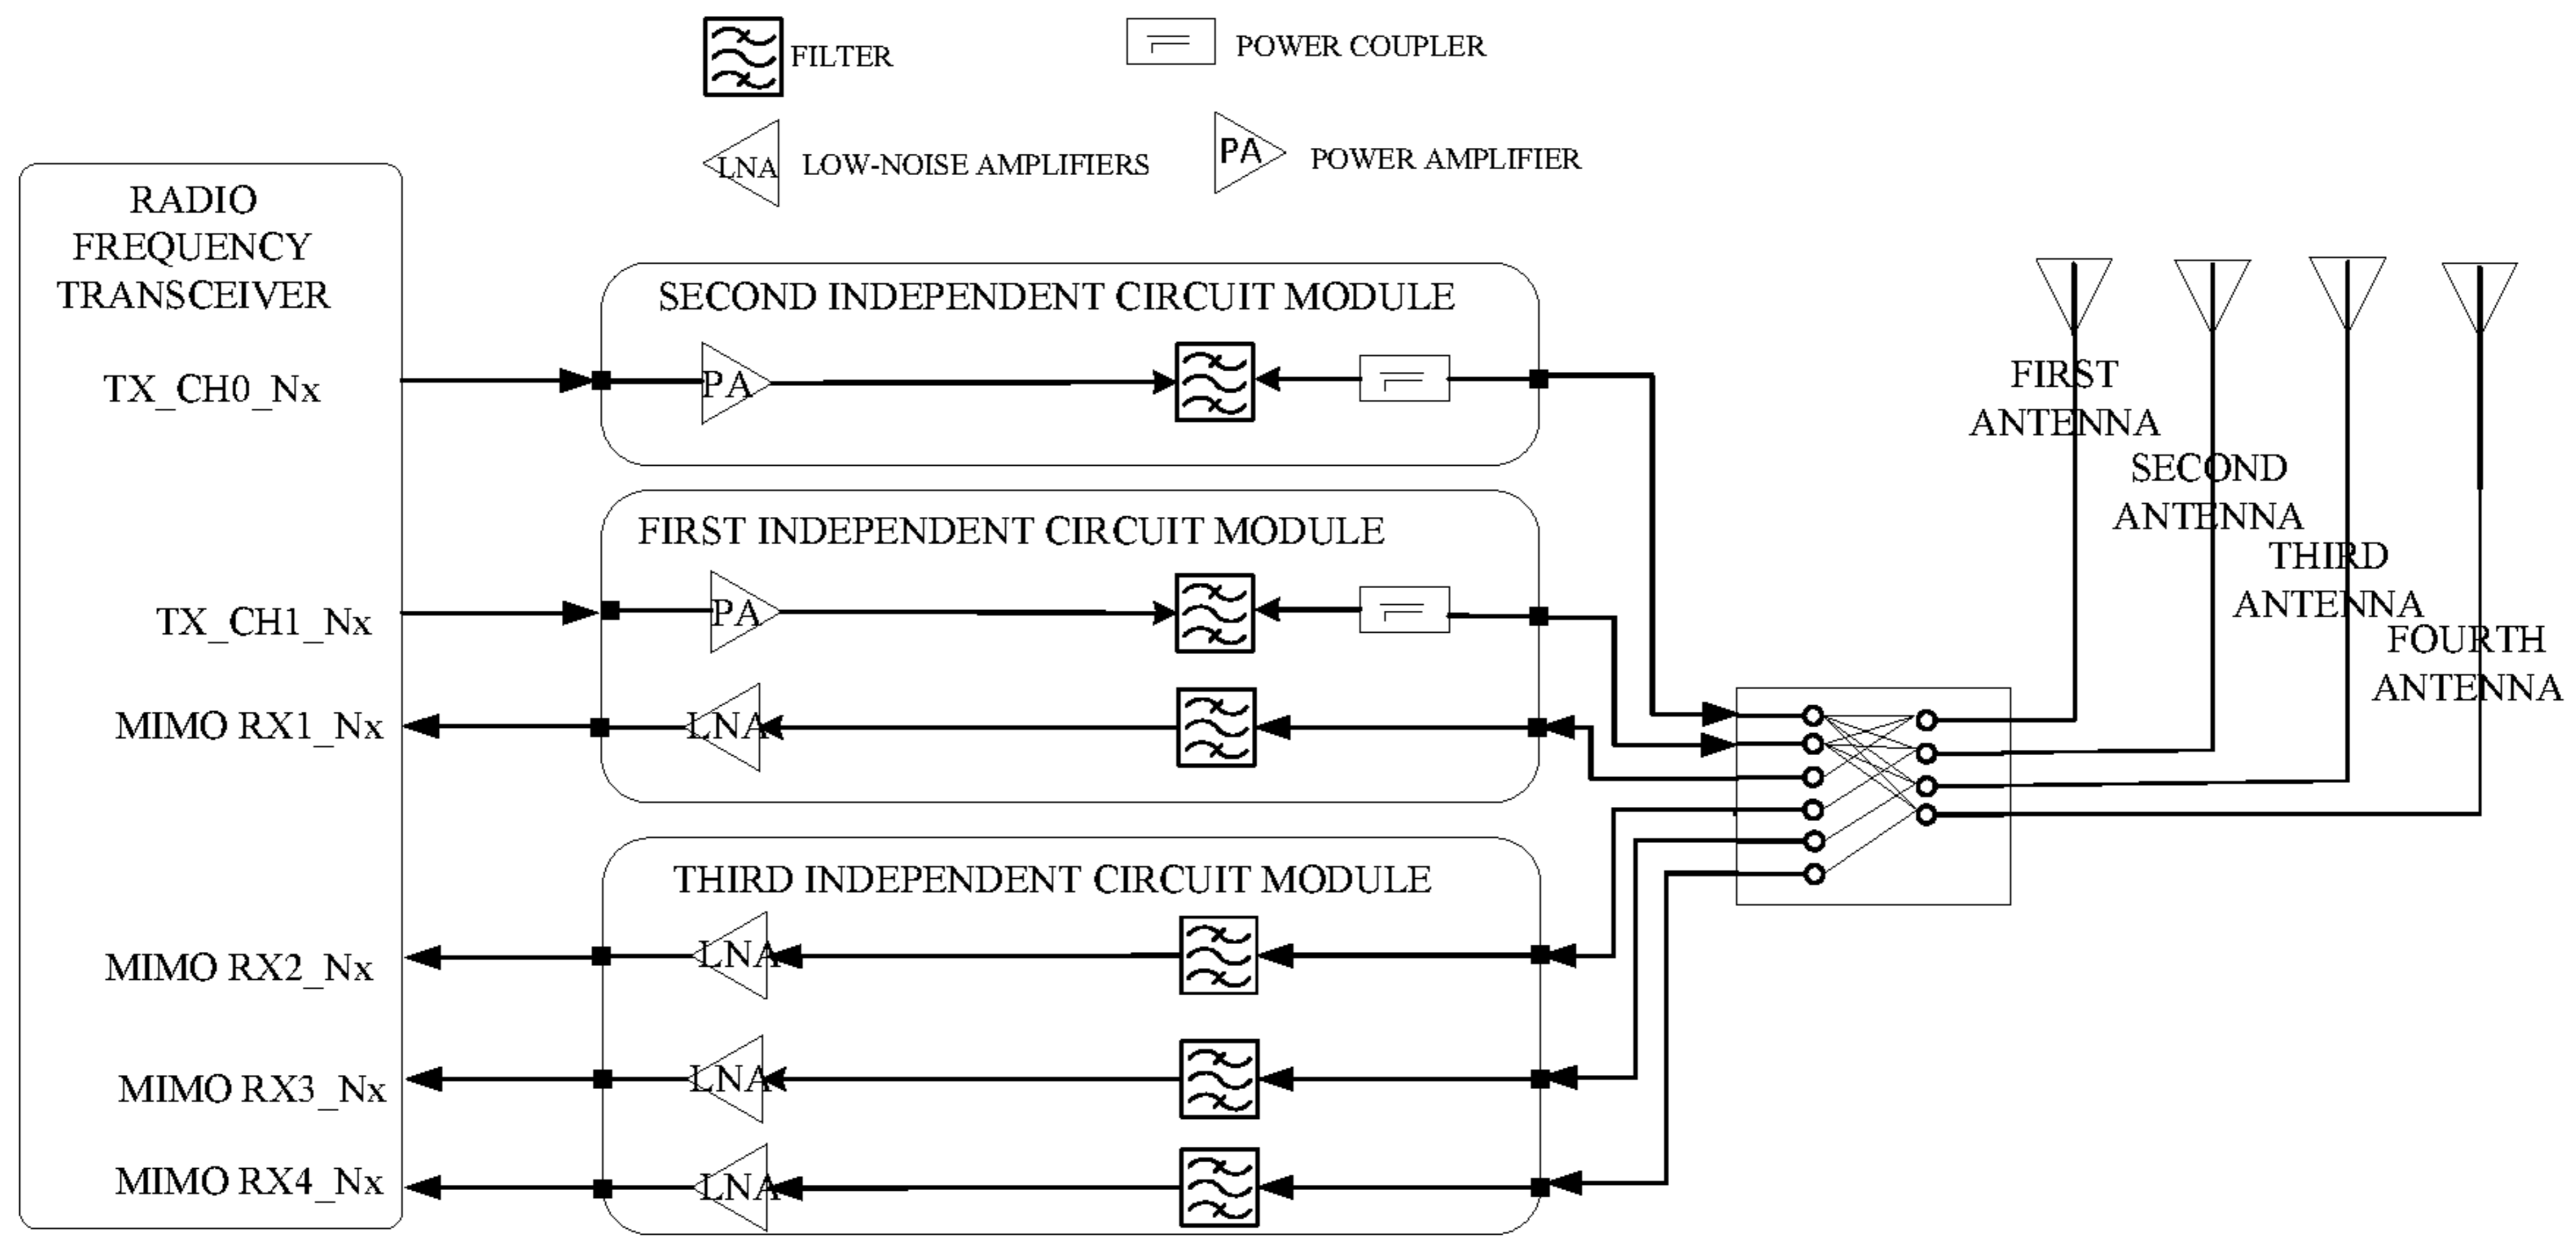 FILTER
POWER COUPLER
LNA
LOW-NOISE AMPLIFIERS
PA
POWER AMPLIFIER
RADIO
FREQUENCY
TRANSCEIVER
TX_CH0_Nx
TX_CH1_Nx
MIMO RX1_Nx
MIMO RX2_Nx
MIMO RX3_Nx
MIMO RX4_Nx
SECOND INDEPENDENT CIRCUIT MODULE
PA
FIRST INDEPENDENT CIRCUIT MODULE
PA
LNA
THIRD INDEPENDENT CIRCUIT MODULE
LNA
LNA
LNA
FIRST
ANTENNA
SECOND
ANTENNA
THIRD
ANTENNA
FOURTH
ANTENNA